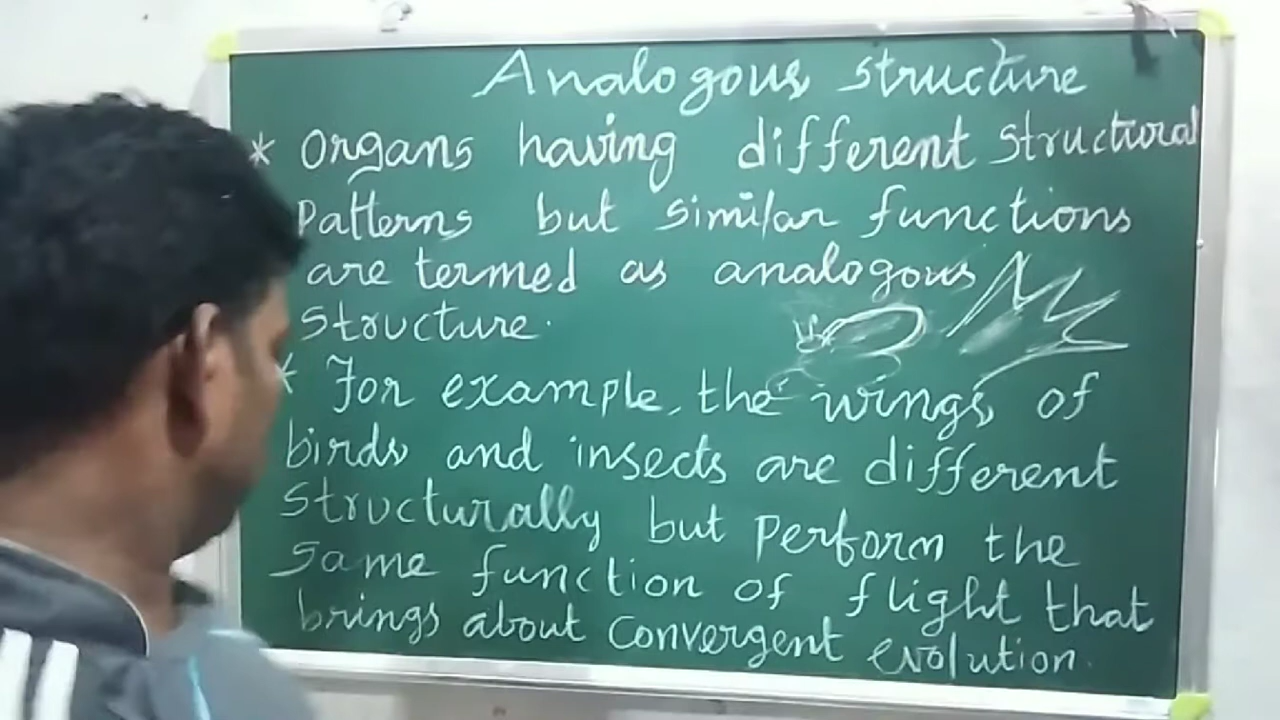 Analogous structure
* Organs having different structural
patterns but similar functions
are termed as analogous
structure.
* For example, the wings of
birds and insects are different
structurally but perform the
same function of flight that
brings about convergent evolution.